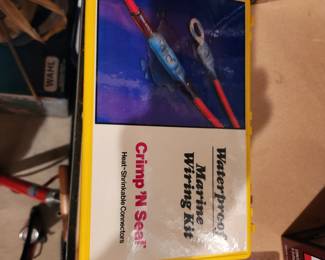 Waterproof
Marine
Wiring Kit
Crimp 'N Seal
Heat-Shrinkable Connectors
WAHL